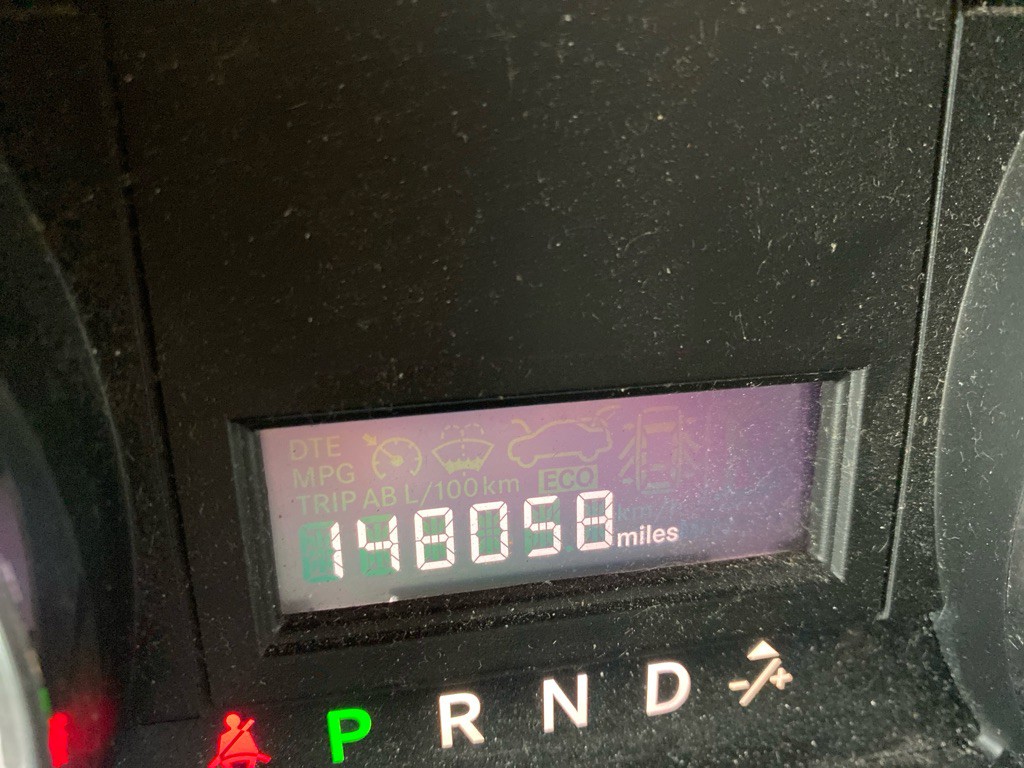 DTE
MPG
TRIP AB L/100km ECO
148058 miles
P R N D